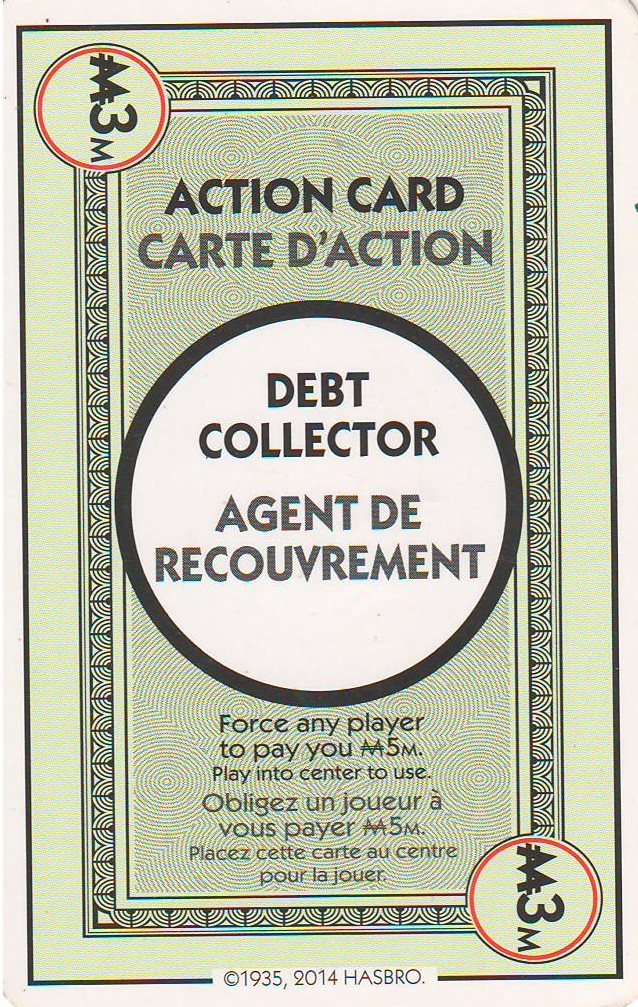 ₩3M
ACTION CARD
CARTE D'ACTION
DEBT
COLLECTOR
AGENT DE
RECOUVREMENT
Force any player
to pay you ₩5M.
Play into center to use.
Obligez un joueur à
vous payer ₩5M.
Placez cette carte au centre
pour la jouer.
₩3M
©1935, 2014 HASBRO.